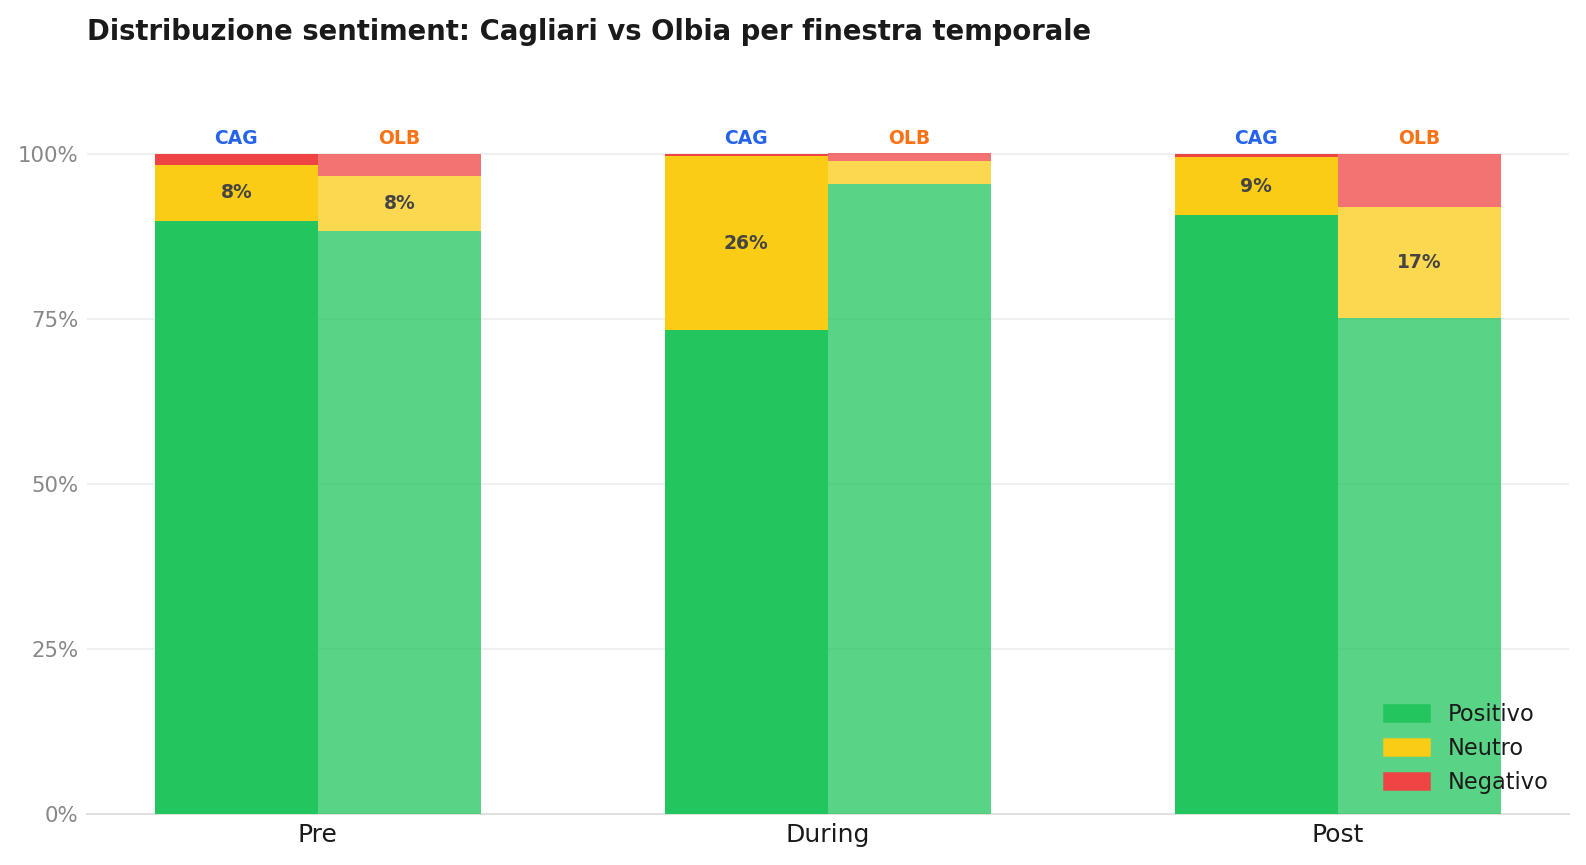 Distribuzione sentiment: Cagliari vs Olbia per finestra temporale
CAG OLB CAG OLB CAG OLB
100%
8% 8% 26% 9% 17%
75%
50%
25%
0%
Positivo
Neutro
Negativo
Pre During Post